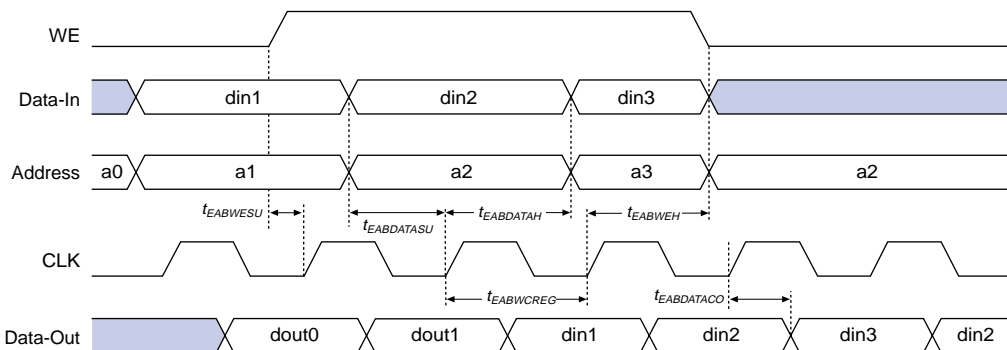 WE
Data-In din1 din2 din3
Address a0 a1 a2 a3 a2
tEABWESU tEABDATASU tEABDATAH tEABWEH
CLK
tEABWCREG tEABDATACO
Data-Out dout0 dout1 din1 din2 din3 din2